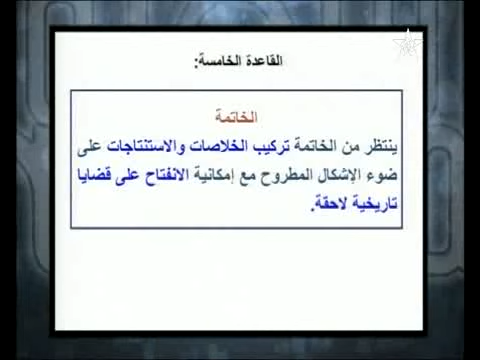 القاعدة الخامسة:
الخاتمة
ينتظر من الخاتمة تركيب الخلاصات والاستنتاجات على
ضوء الإشكال المطروح مع إمكانية الانفتاح على قضايا
تاريخية لاحقة.